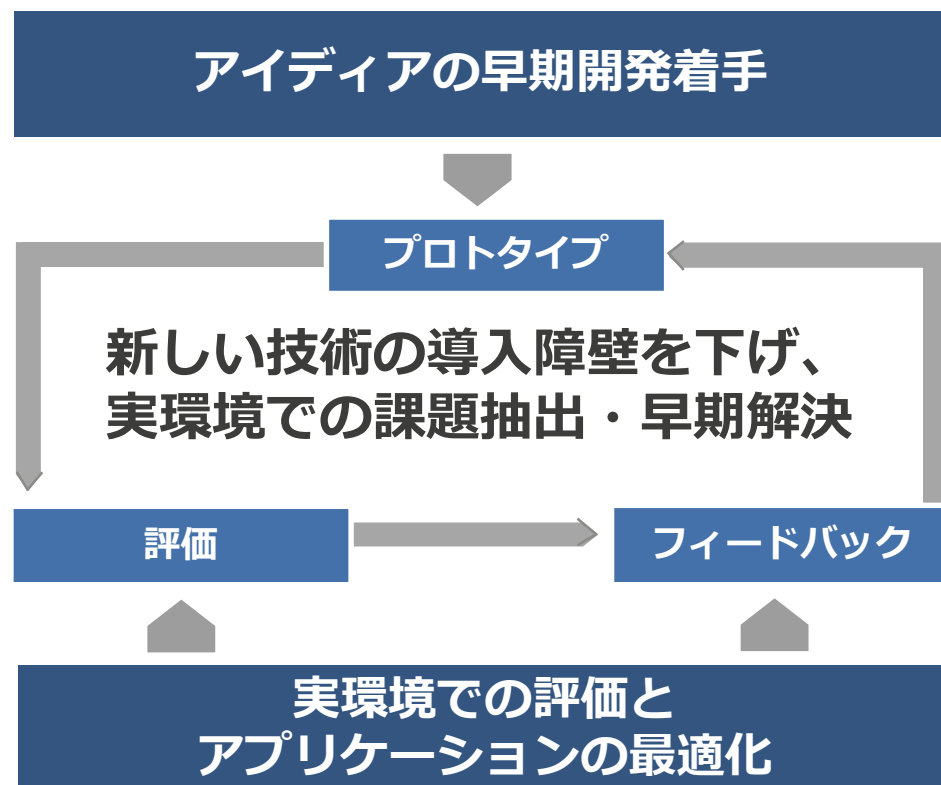 アイディアの早期開発着手
プロトタイプ
新しい技術の導入障壁を下げ、
実環境での課題抽出・早期解決
評価
フィードバック
実環境での評価と
アプリケーションの最適化